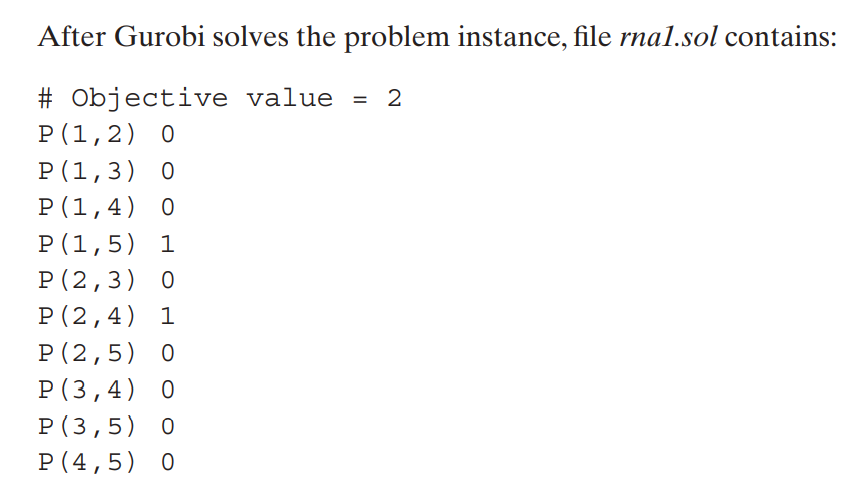 After Gurobi solves the problem instance, file rna1.sol contains:
# Objective value = 2
P(1,2) 0
P(1,3) 0
P(1,4) 0
P(1,5) 1
P(2,3) 0
P(2,4) 1
P(2,5) 0
P(3,4) 0
P(3,5) 0
P(4,5) 0